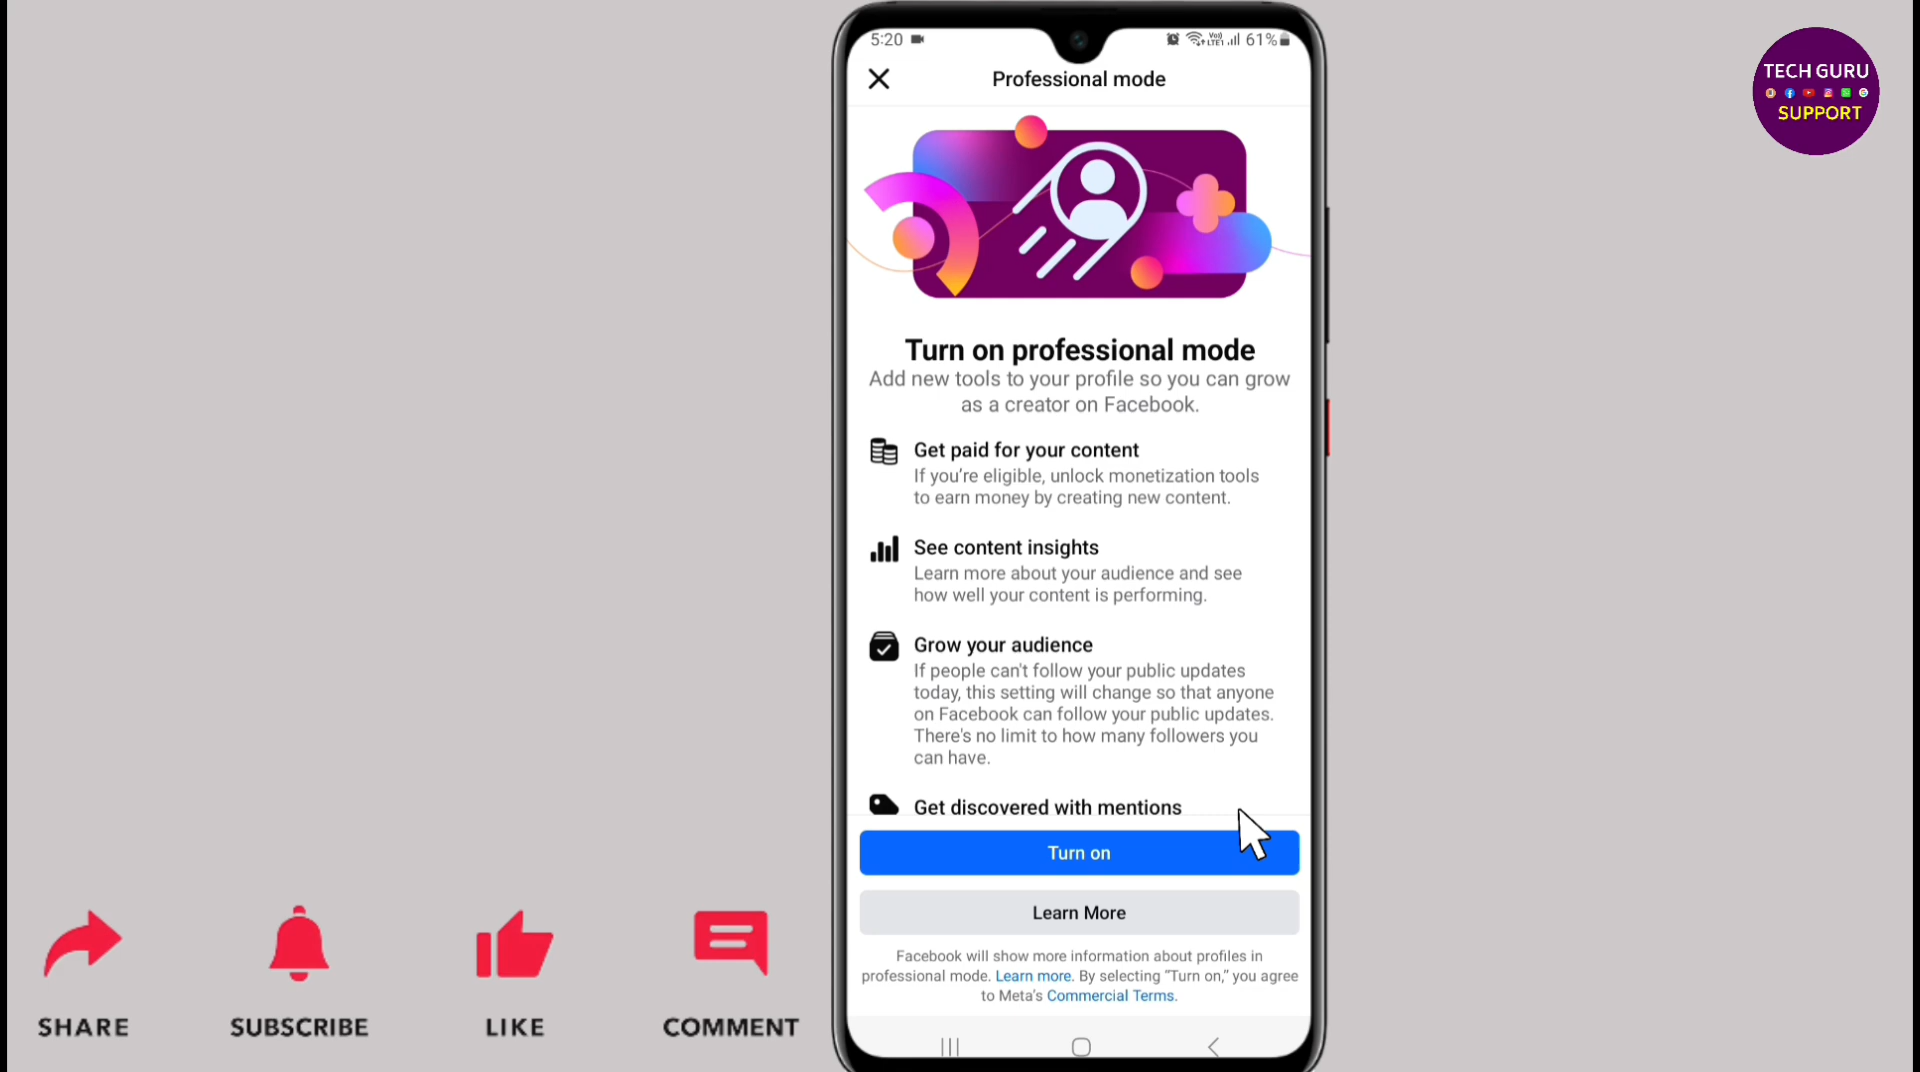 5:20
61%
Professional mode
TECH GURU
SUPPORT
Turn on professional mode
Add new tools to your profile so you can grow
as a creator on Facebook.
Get paid for your content
If you're eligible, unlock monetization tools
to earn money by creating new content.
See content insights
Learn more about your audience and see
how well your content is performing.
Grow your audience
If people can't follow your public updates
today, this setting will change so that anyone
on Facebook can follow your public updates.
There's no limit to how many followers you
can have.
Get discovered with mentions
Turn on
Learn More
Facebook will show more information about profiles in
professional mode. Learn more. By selecting “Turn on,” you agree
to Meta's Commercial Terms.
SHARE
SUBSCRIBE
LIKE
COMMENT